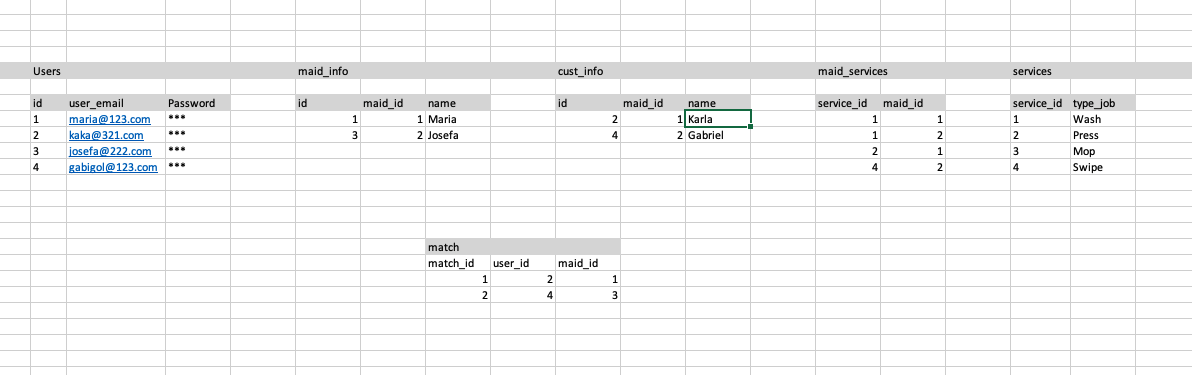 Users maid_info cust_info maid_services services
id user_email Password id maid_id name id maid_id name service_id maid_id service_id type_job
1 maria@123.com *** 1 1 Maria 2 1 Karla 1 1 1 Wash
2 kaka@321.com *** 3 2 Josefa 4 2 Gabriel 1 2 2 Press
3 josefa@222.com *** 2 1 3 Mop
4 gabigol@123.com *** 4 2 4 Swipe
match
match_id user_id maid_id
1 2 1
2 4 3